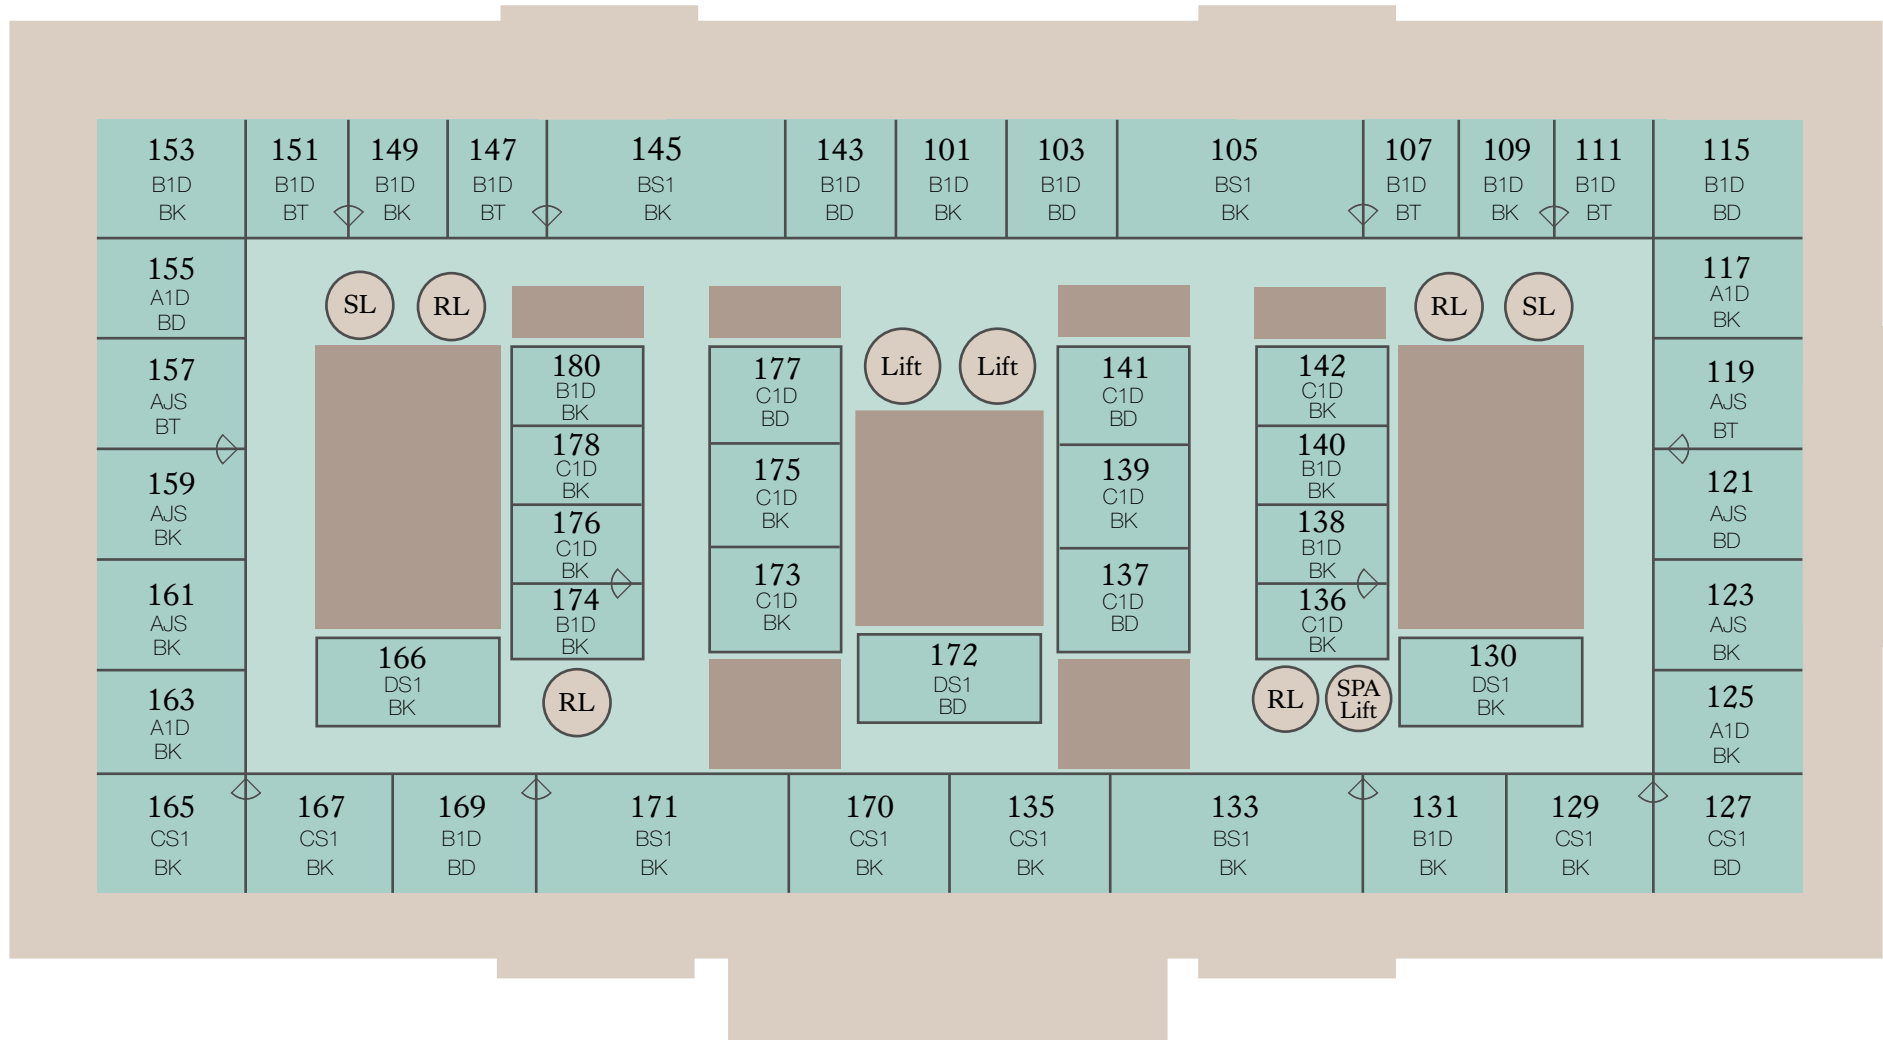 153
B1D
BK
151
B1D
BT
149
B1D
BK
147
B1D
BT
145
BS1
BK
143
B1D
BD
101
B1D
BK
103
B1D
BD
105
BS1
BK
107
B1D
BT
109
B1D
BK
111
B1D
BT
115
B1D
BD
155
A1D
BD
157
AJS
BT
159
AJS
BK
161
AJS
BK
163
A1D
BK
SL
RL
180
B1D
BK
178
C1D
BK
176
C1D
BK
174
B1D
BK
166
DS1
BK
RL
177
C1D
BD
175
C1D
BK
173
C1D
BK
Lift
Lift
172
DS1
BD
141
C1D
BD
139
C1D
BK
137
C1D
BD
142
C1D
BK
140
B1D
BK
138
B1D
BK
136
C1D
BK
RL
SPA
Lift
RL
SL
130
DS1
BK
117
A1D
BK
119
AJS
BT
121
AJS
BD
123
AJS
BK
125
A1D
BK
165
CS1
BK
167
CS1
BK
169
B1D
BD
171
BS1
BK
170
CS1
BK
135
CS1
BK
133
BS1
BK
131
B1D
BK
129
CS1
BK
127
CS1
BD